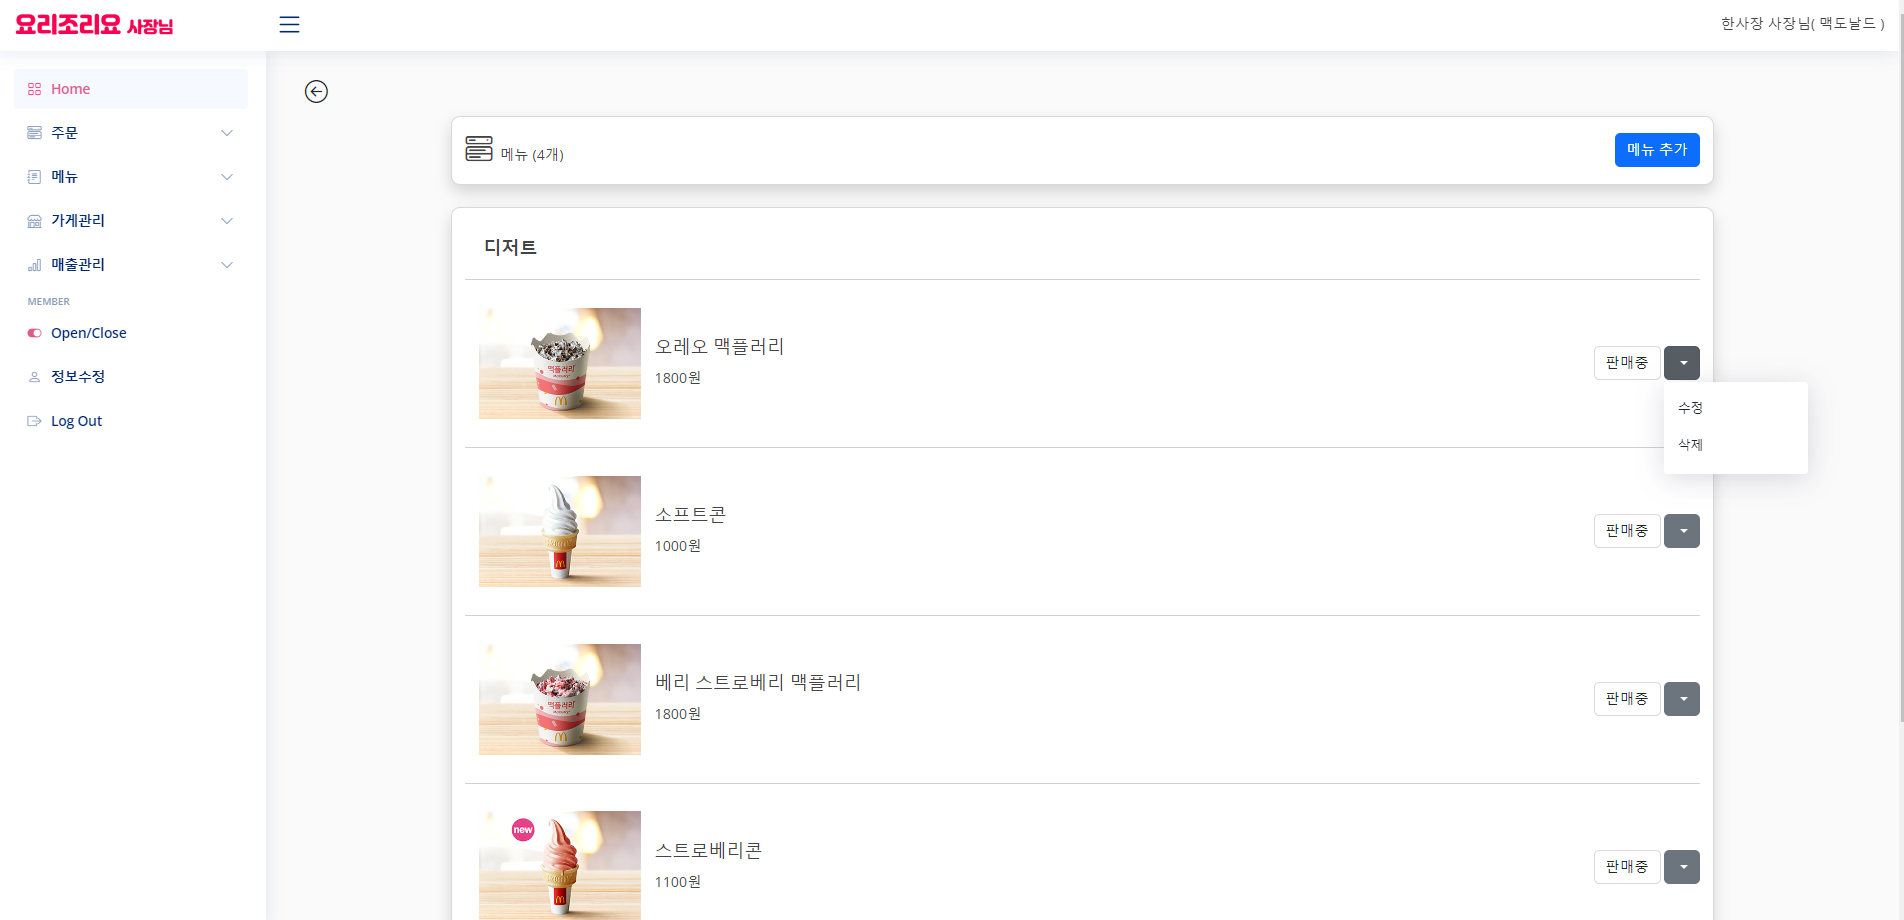 요리조리요 사장님
한사장 사장님( 맥도날드 )
Home
주문
메뉴
가게관리
매출관리
MEMBER
Open/Close
정보수정
Log Out
메뉴 (4개)
메뉴 추가
디저트
맥플러리
오레오 맥플러리
1800원
판매중
수정
삭제
소프트콘
1000원
판매중
맥플러리
베리 스트로베리 맥플러리
1800원
판매중
new
스트로베리콘
1100원
판매중